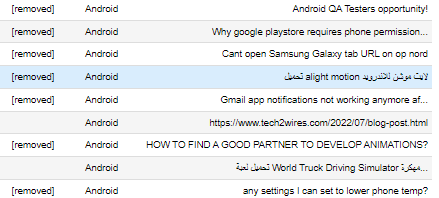 [removed] Android Android QA Testers opportunity!
[removed] Android Why google playstore requires phone permission...
[removed] Android Cant open Samsung Galaxy tab URL on op nord
[removed] Android لايت موشن للاندرويد alight motion تحميل
[removed] Android Gmail app notifications not working anymore af...
Android https://www.tech2wires.com/2022/07/blog-post.html
[removed] Android HOW TO FIND A GOOD PARTNER TO DEVELOP ANIMATIONS?
Android تحميل لعبة World Truck Driving Simulator مهكرة...
[removed] Android any settings I can set to lower phone temp?